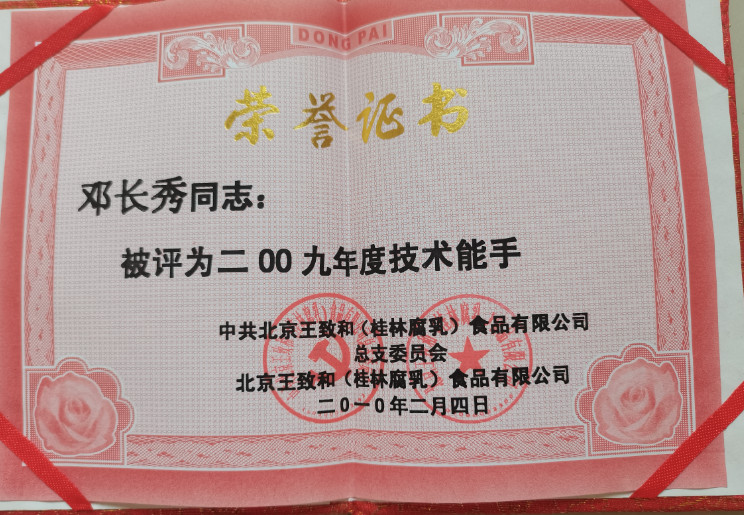 DONG PAI
荣誉证书
邓长秀同志：
被评为二00九年度技术能手
中共北京王致和（桂林腐乳）食品有限公司
总支委员会
北京王致和（桂林腐乳）食品有限公司
二0一0年二月四日